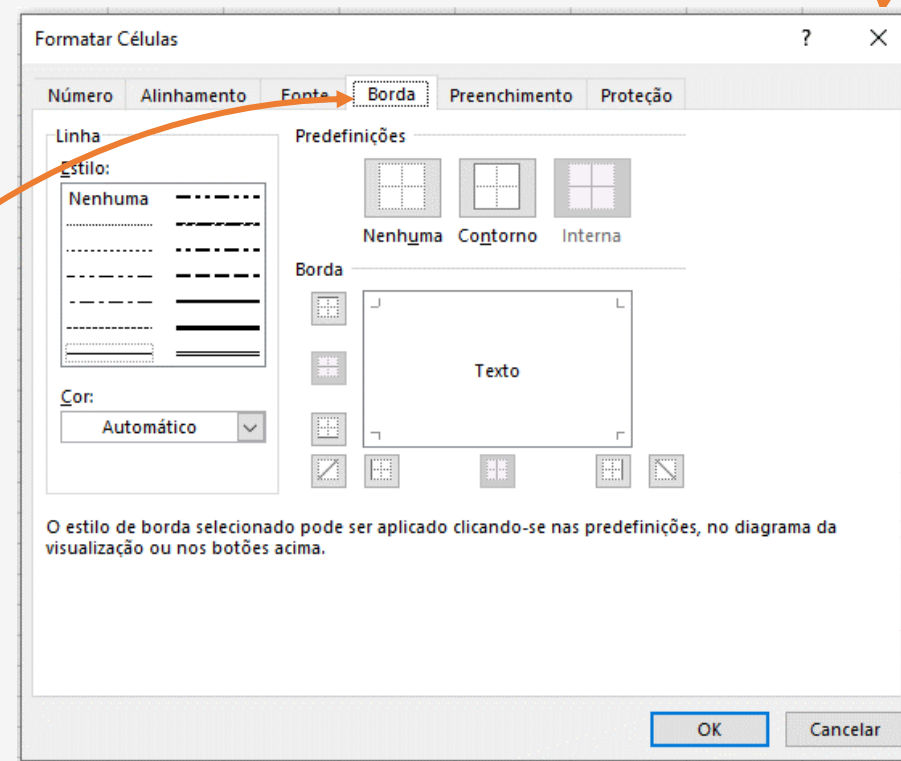 Formatar Células
?
Número Alinhamento Fonte Borda Preenchimento Proteção
Linha
Estilo:
Nenhuma
Cor:
Automático
Predefinições
Nenhuma Contorno Interna
Borda
Texto
O estilo de borda selecionado pode ser aplicado clicando-se nas predefinições, no diagrama da
visualização ou nos botões acima.
OK Cancelar